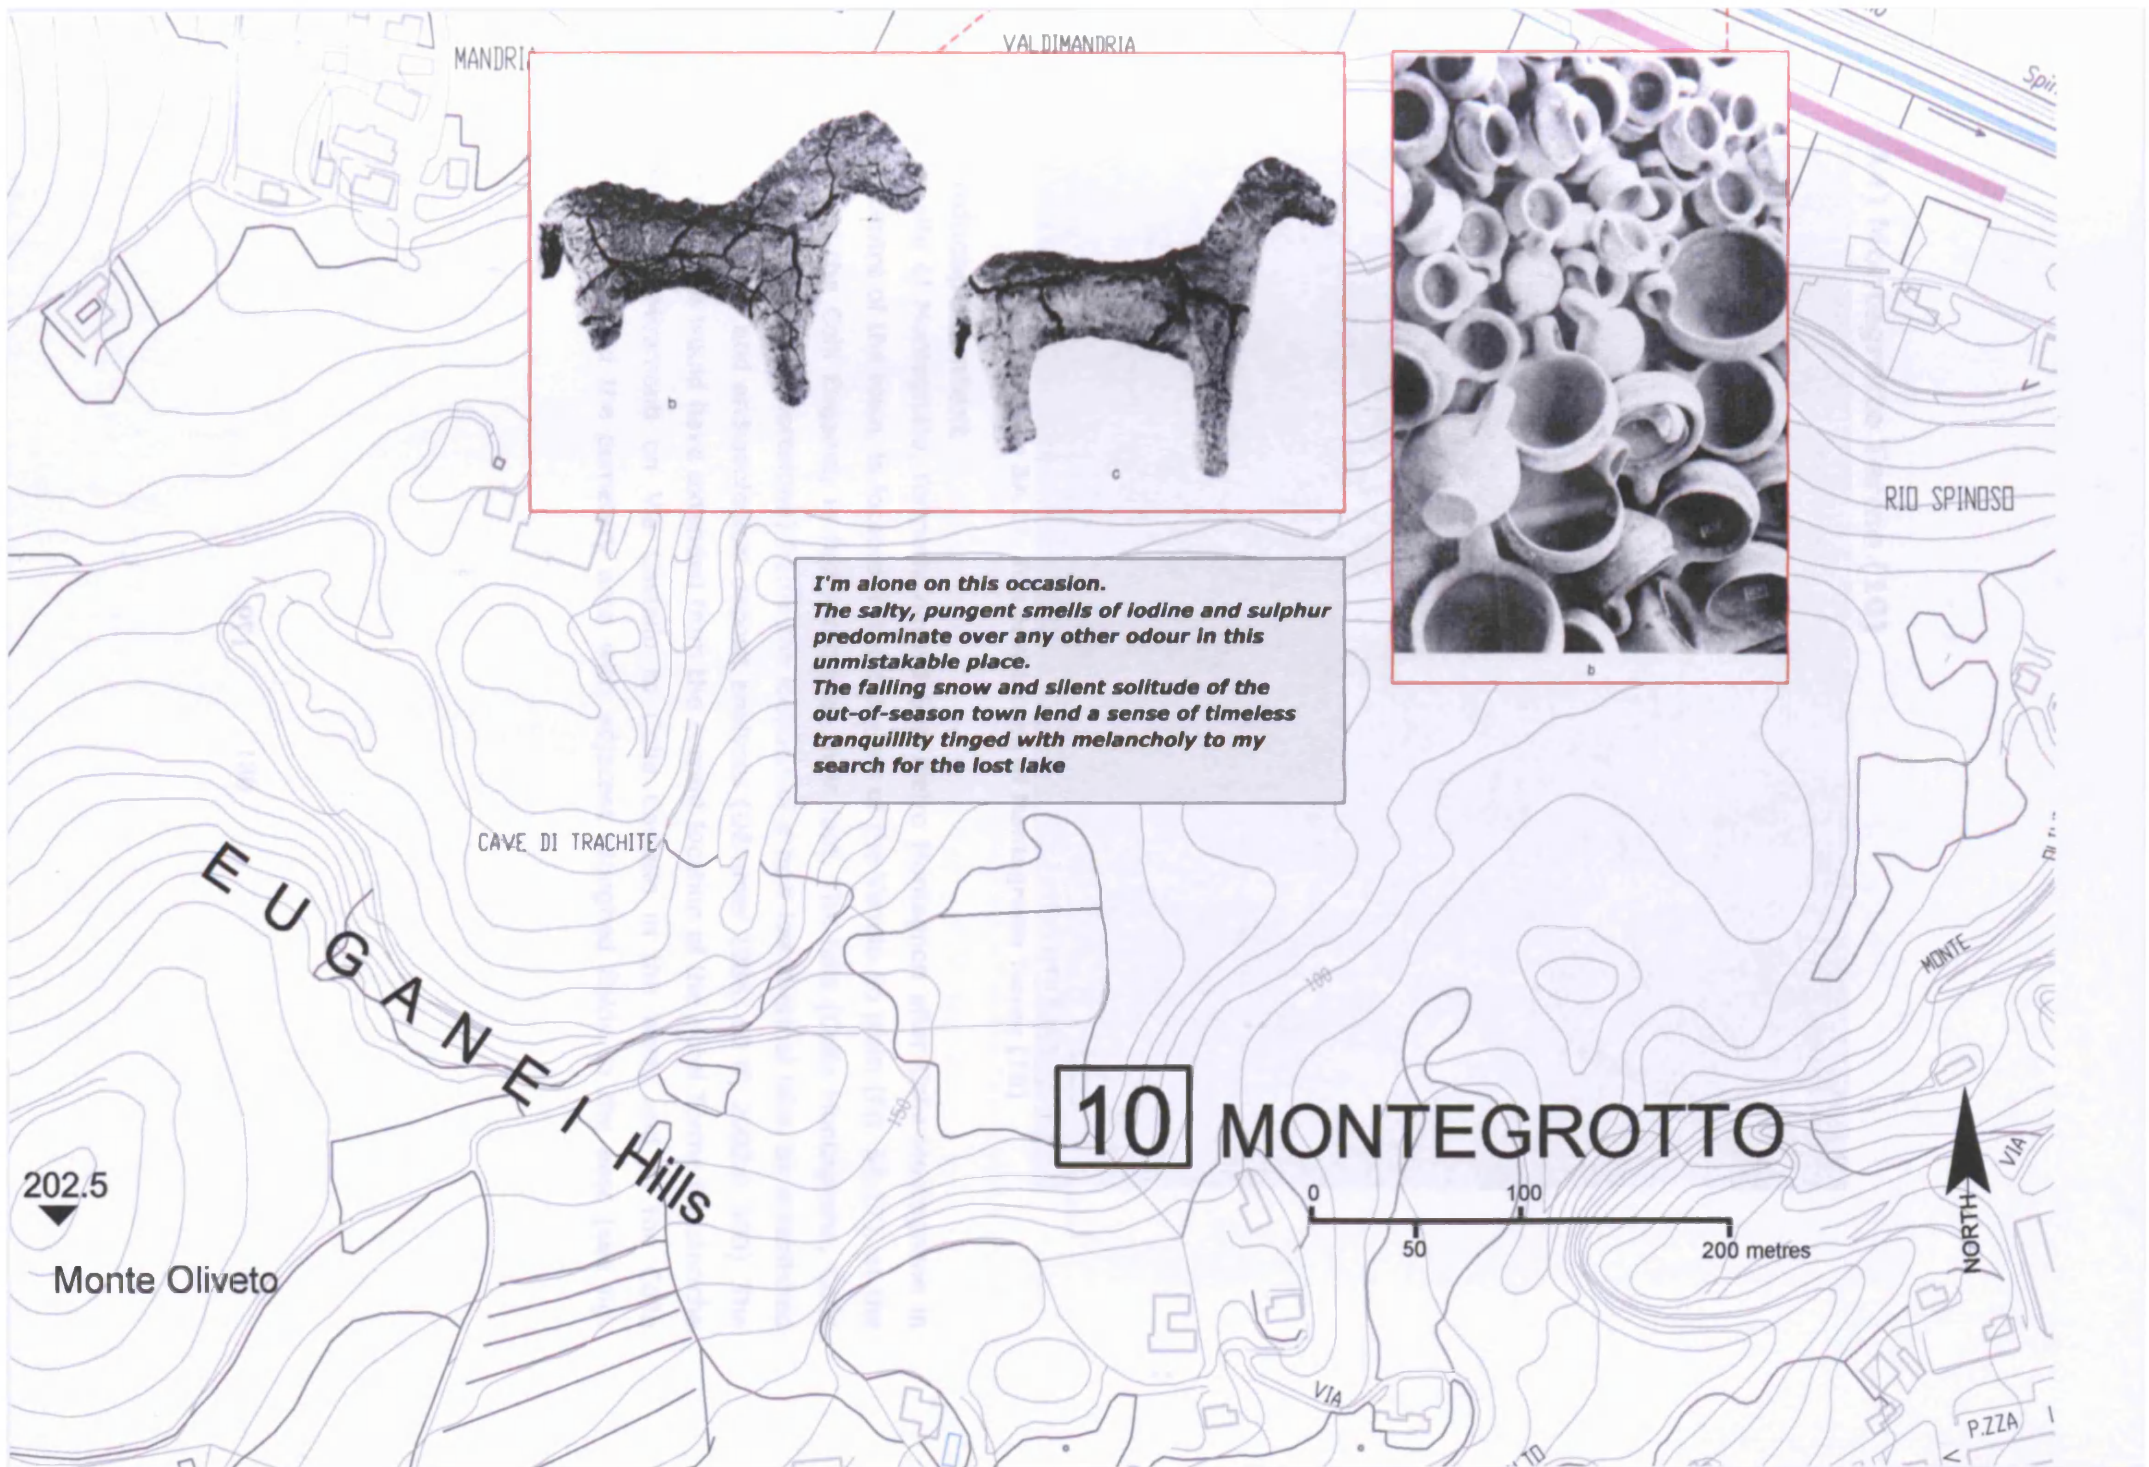 MANDRIA
VALDIMANDRIA
b
c
b
RIO SPINOSO
I'm alone on this occasion.
The salty, pungent smells of iodine and sulphur
predominate over any other odour in this
unmistakable place.
The falling snow and silent solitude of the
out-of-season town lend a sense of timeless
tranquillity tinged with melancholy to my
search for the lost lake
CAVE DI TRACHITE
EUGANEI Hills
100
MONTE
150
10 MONTEGROTTO
0 100
50 200 metres
NORTH
VIA
202.5
Monte Oliveto
VIA
P.ZZA